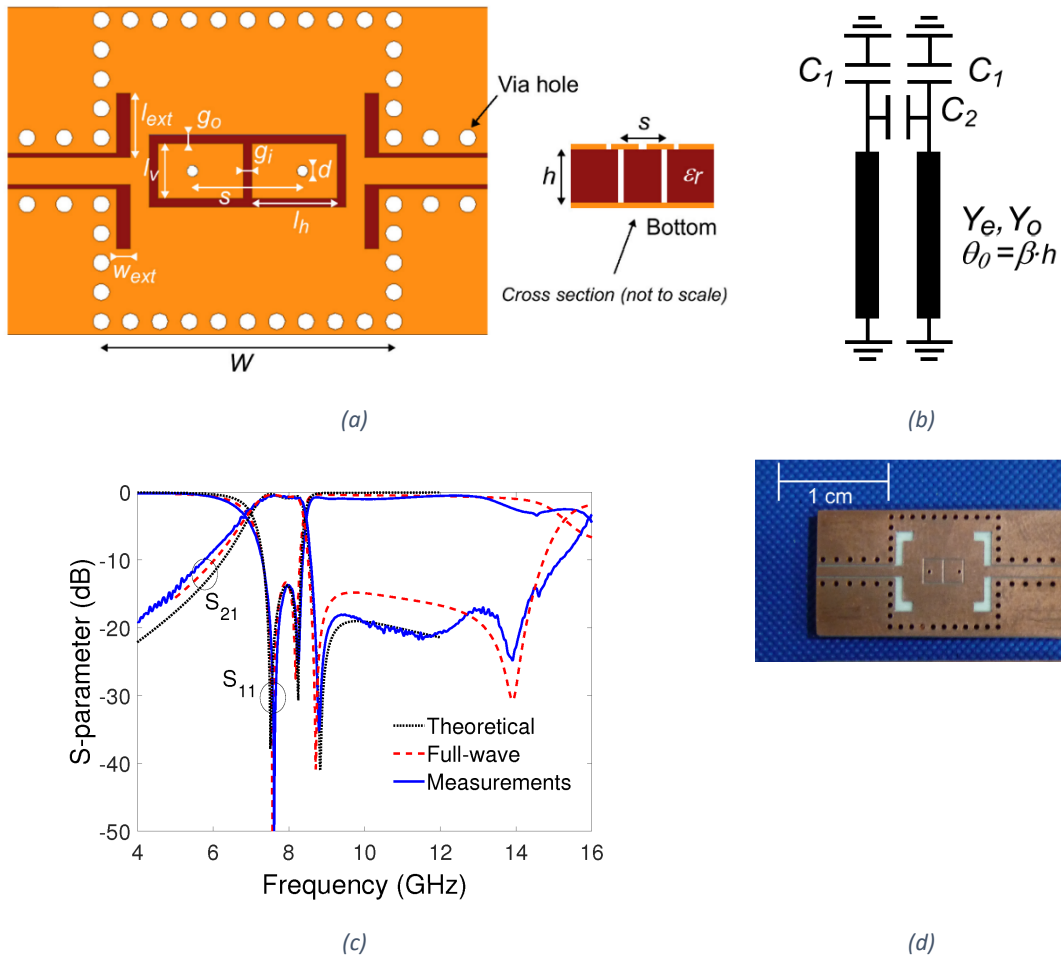 Via hole
l_ext
g_o
l_v
g_i
d
s
l_h
w_ext
W
s
h
εr
Bottom
Cross section (not to scale)
(a)
C_1
C_1
C_2
Y_e, Y_o
θ_0=β·h
(b)
S-parameter (dB)
0
-10
-20
-30
-40
-50
S_21
S_11
Theoretical
Full-wave
Measurements
4 6 8 10 12 14 16
Frequency (GHz)
(c)
1 cm
(d)